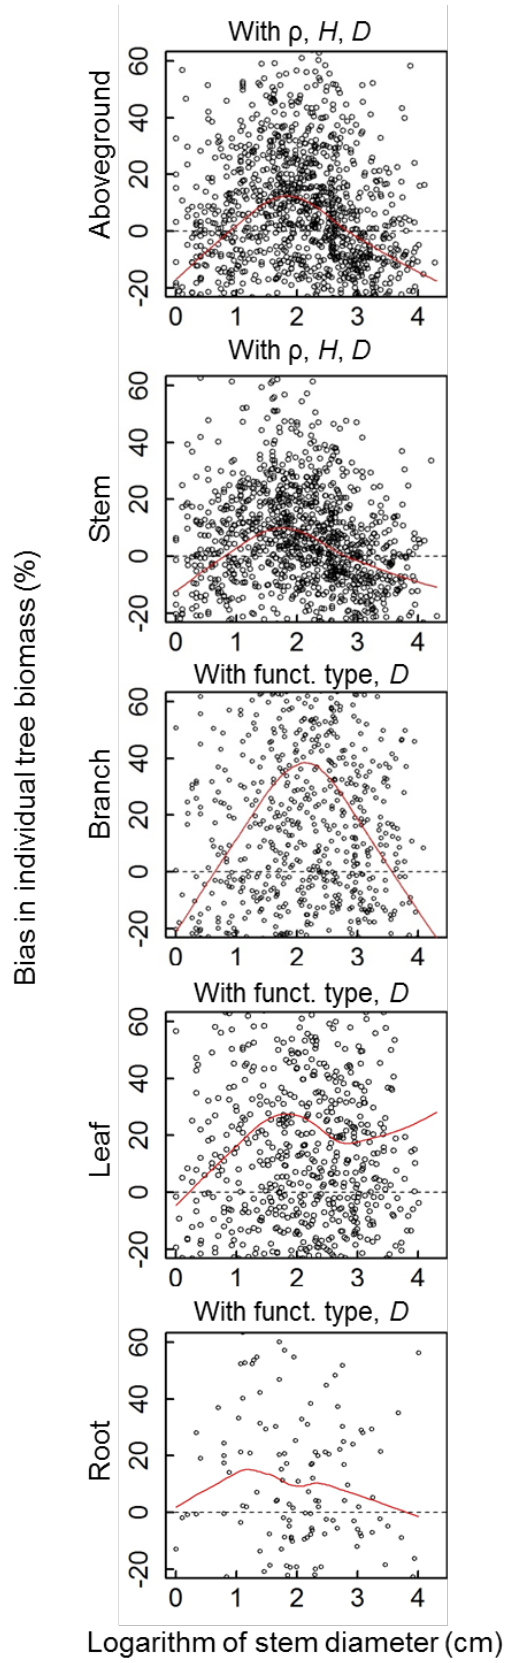 With ρ, H, D
Aboveground
60
40
20
0
-20
0 1 2 3 4
With ρ, H, D
Stem
60
40
20
0
-20
0 1 2 3 4
With funct. type, D
Branch
60
40
20
0
-20
0 1 2 3 4
With funct. type, D
Leaf
60
40
20
0
-20
0 1 2 3 4
With funct. type, D
Root
60
40
20
0
-20
0 1 2 3 4
Bias in individual tree biomass (%)
Logarithm of stem diameter (cm)